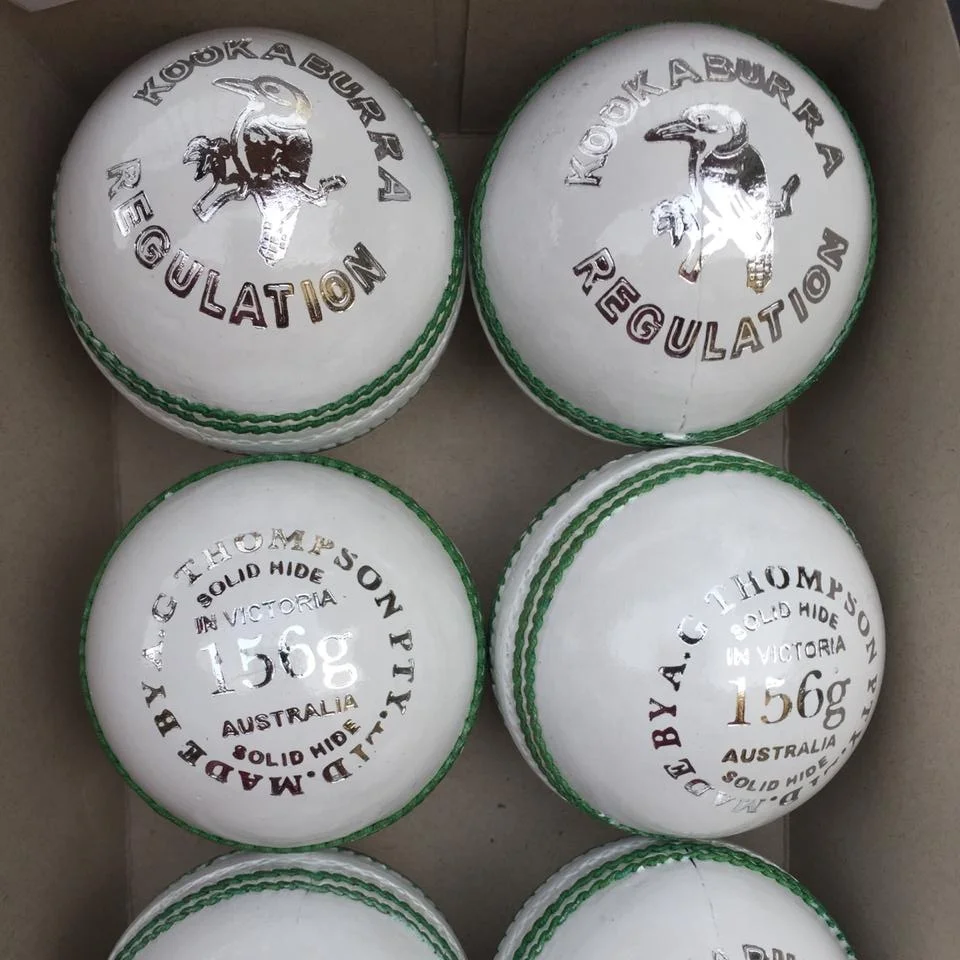 KOOKABURRA
REGULATION
KOOKABURRA
REGULATION
MADE BY A.G THOMPSON PTY. LTD.
SOLID HIDE
IN VICTORIA
156g
AUSTRALIA
SOLID HIDE
MADE BY A.G THOMPSON PTY. LTD.
SOLID HIDE
IN VICTORIA
156g
AUSTRALIA
SOLID HIDE